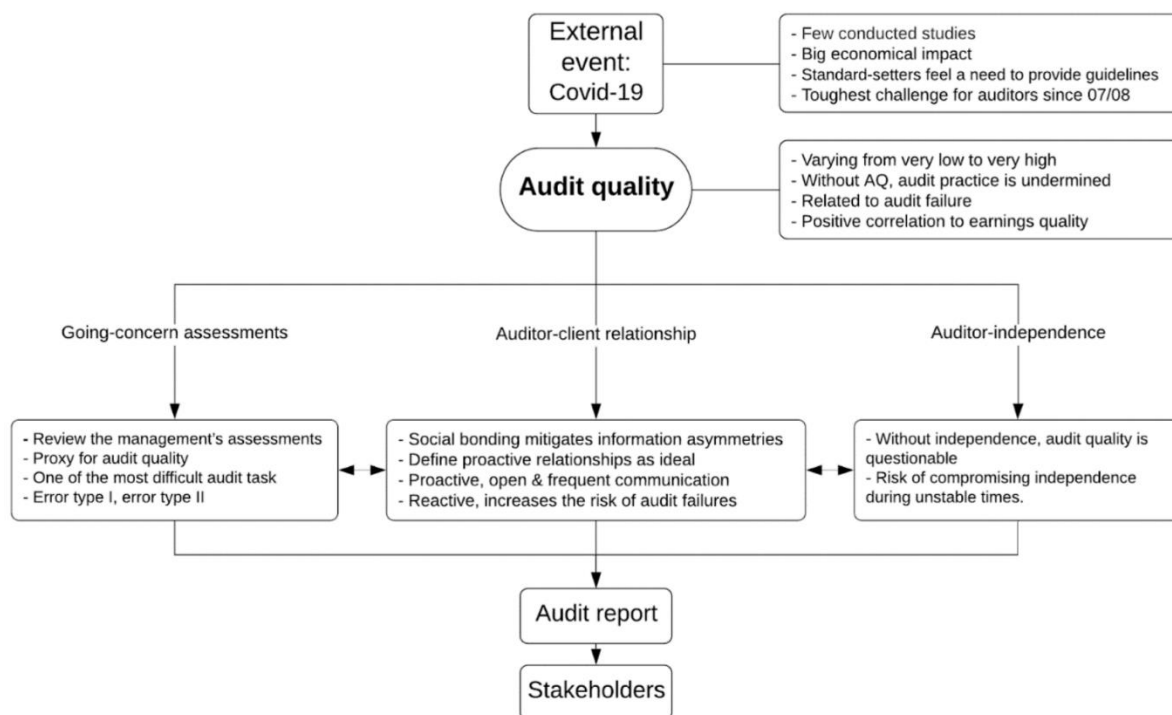 External
event:
Covid-19
- Few conducted studies
- Big economical impact
- Standard-setters feel a need to provide guidelines
- Toughest challenge for auditors since 07/08
Audit quality
- Varying from very low to very high
- Without AQ, audit practice is undermined
- Related to audit failure
- Positive correlation to earnings quality
Going-concern assessments
Auditor-client relationship
Auditor-independence
- Review the management's assessments
- Proxy for audit quality
- One of the most difficult audit task
- Error type I, error type II
- Social bonding mitigates information asymmetries
- Define proactive relationships as ideal
- Proactive, open & frequent communication
- Reactive, increases the risk of audit failures
- Without independence, audit quality is
questionable
- Risk of compromising independence
during unstable times.
Audit report
Stakeholders